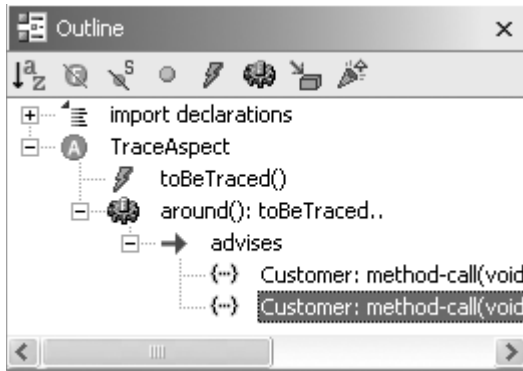 Outline
import declarations
A TraceAspect
toBeTraced()
around(): toBeTraced..
advises
Customer: method-call(void
Customer: method-call(void